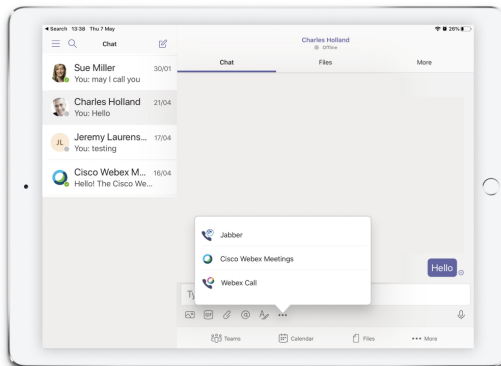 Search 13:38 Thu 7 May
26%
Chat
Charles Holland
Offline
Chat Files More
Sue Miller 30/01
You: may I call you
Charles Holland 21/04
You: Hello
JL
Jeremy Laurens... 17/04
You: testing
Cisco Webex M... 16/04
Hello! The Cisco We...
Jabber
Cisco Webex Meetings
Webex Call
Hello
Ty
GIF
Teams Calendar Files More